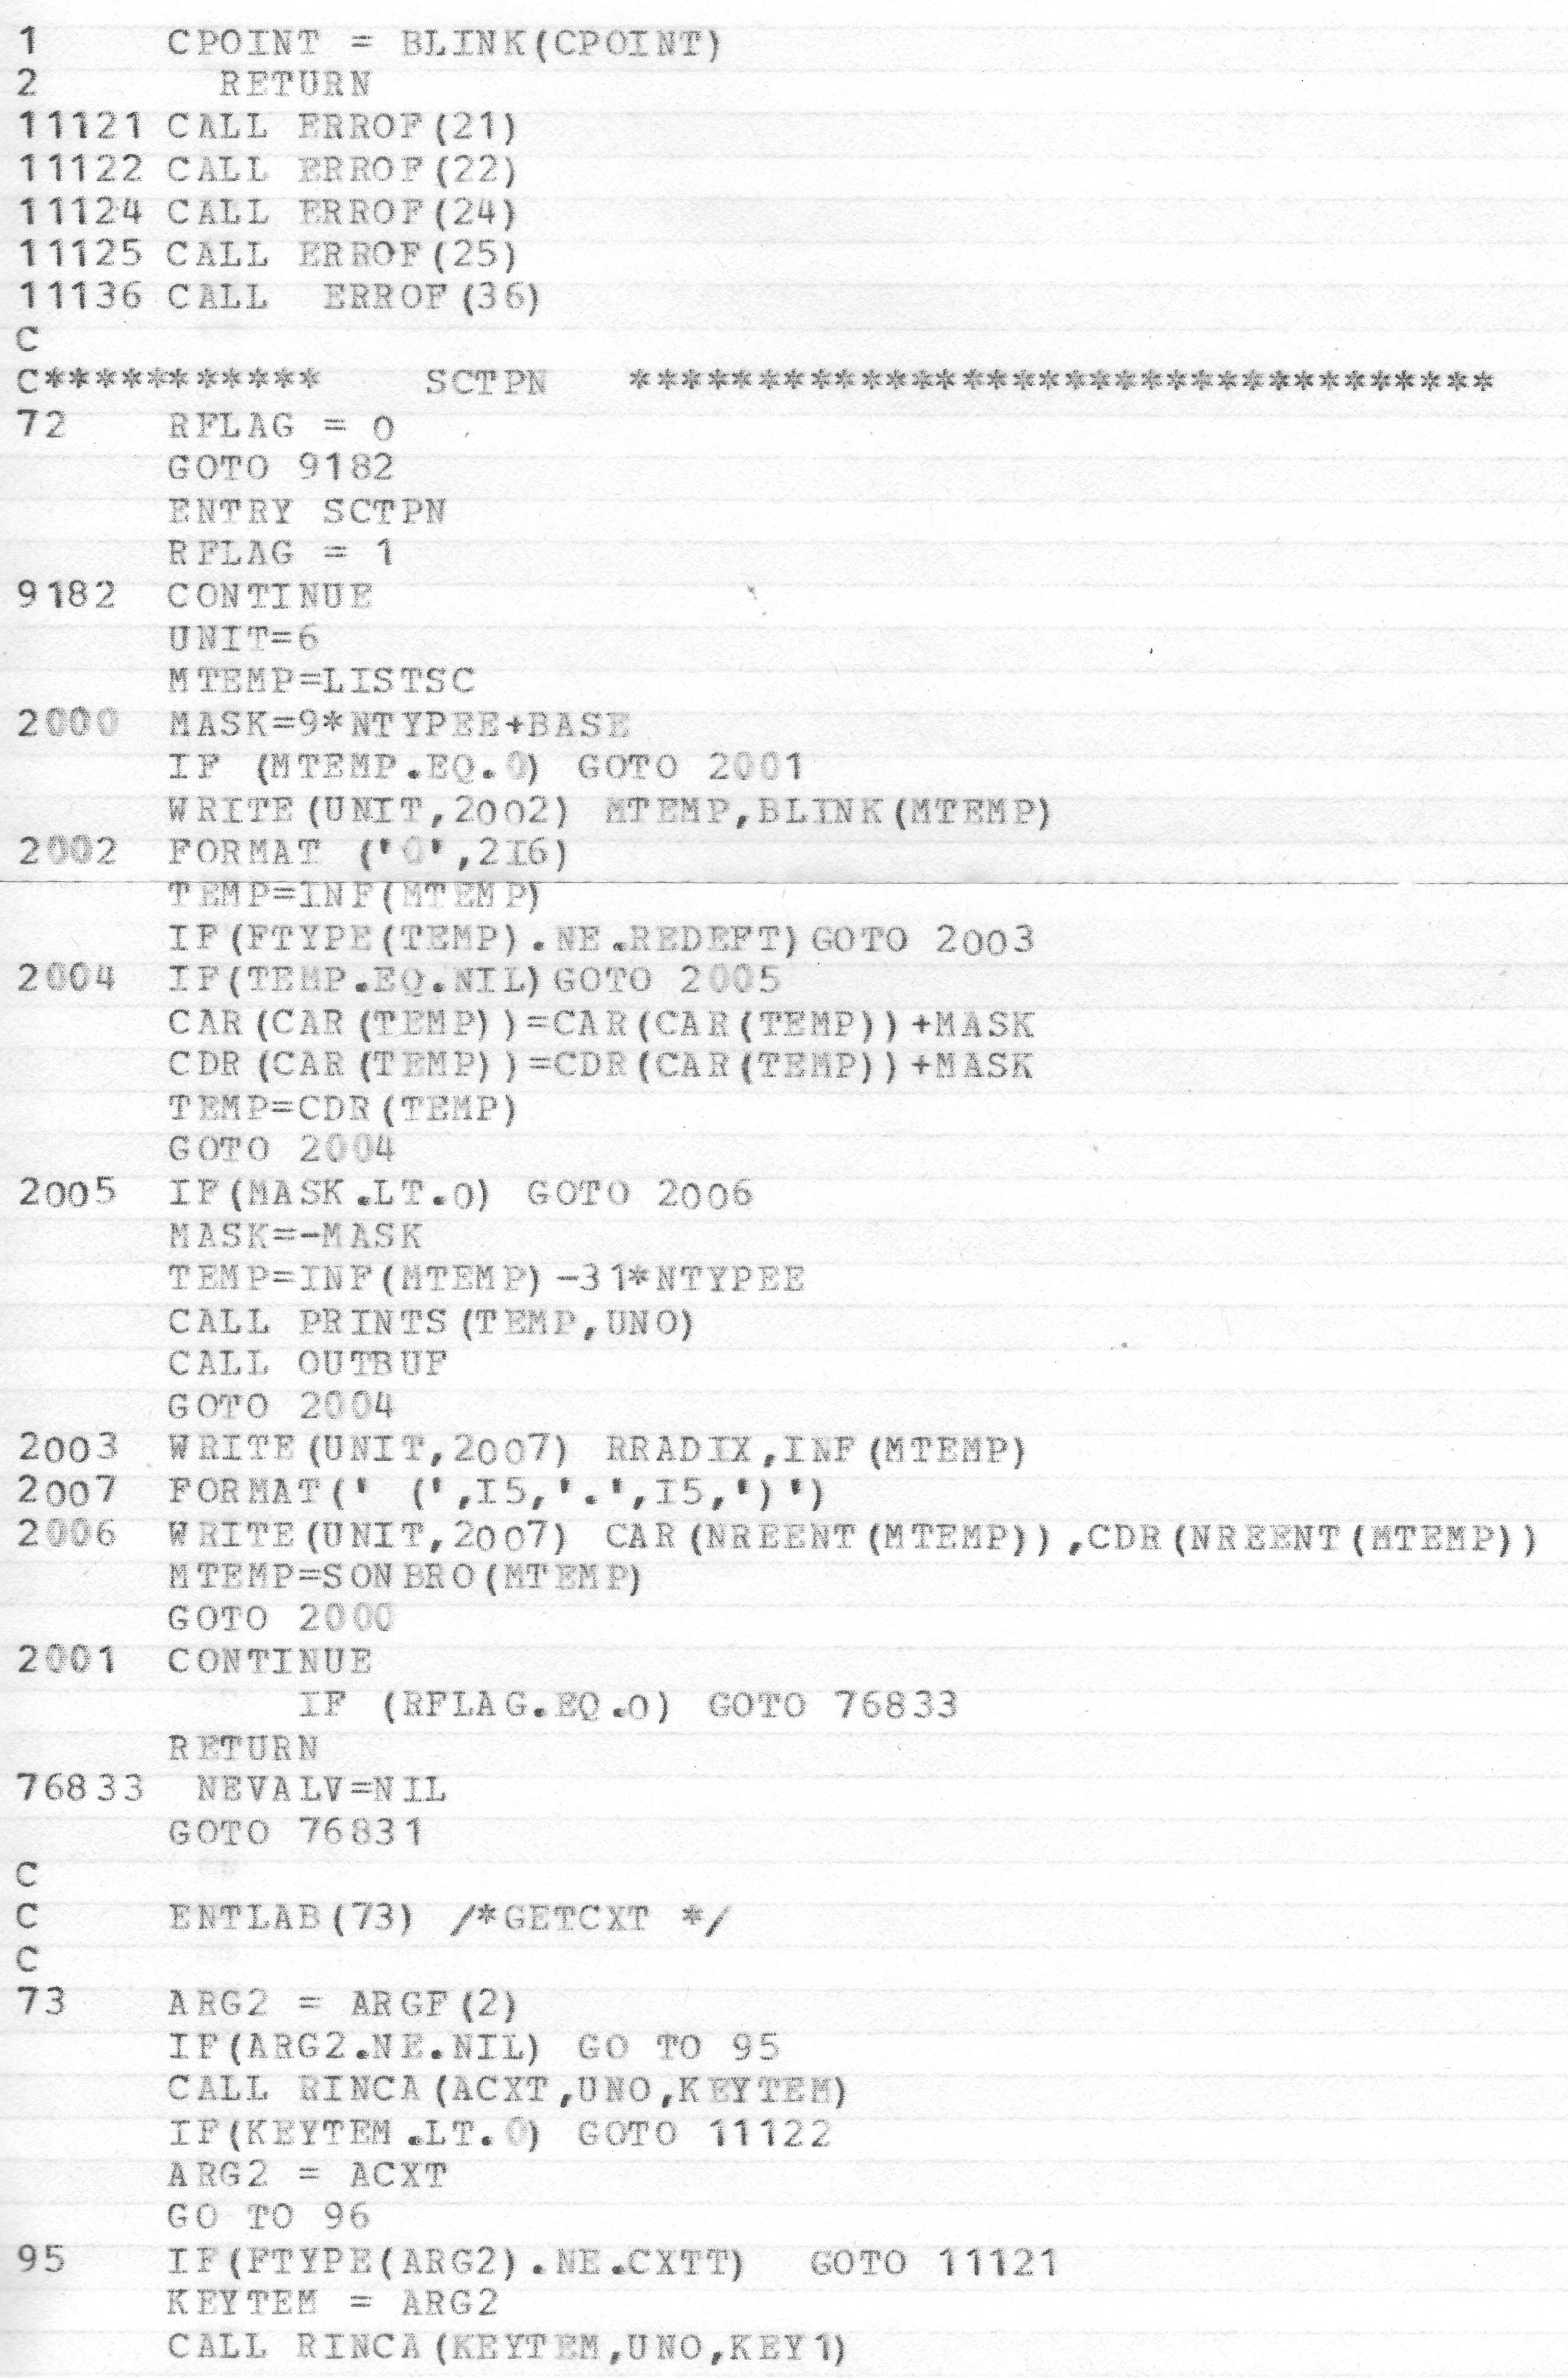 1     CPOINT = BLINK(CPOINT)
2       RETURN
11121 CALL ERROF(21)
11122 CALL ERROF(22)
11124 CALL ERROF(24)
11125 CALL ERROF(25)
11136 CALL  ERROF(36)
C
C***********    SCTPN   **********************************
72    RFLAG = 0
      GOTO 9182
      ENTRY SCTPN
      RFLAG = 1
9182  CONTINUE
      UNIT=6
      MTEMP=LISTSC
2000  MASK=9*NTYPEE+BASE
      IF (MTEMP.EQ.0) GOTO 2001
      WRITE(UNIT,2002) MTEMP,BLINK(MTEMP)
2002  FORMAT ('0',2I6)
      TEMP=INF(MTEMP)
      IF(FTYPE(TEMP).NE.REDEFT)GOTO 2003
2004  IF(TEMP.EQ.NIL)GOTO 2005
      CAR(CAR(TEMP))=CAR(CAR(TEMP))+MASK
      CDR(CAR(TEMP))=CDR(CAR(TEMP))+MASK
      TEMP=CDR(TEMP)
      GOTO 2004
2005  IF(MASK.LT.0) GOTO 2006
      MASK=-MASK
      TEMP=INF(MTEMP)-31*NTYPEE
      CALL PRINTS(TEMP,UNO)
      CALL OUTBUF
      GOTO 2004
2003  WRITE(UNIT,2007) RRADIX,INF(MTEMP)
2007  FORMAT(' (',I5,'.',I5,')')
2006  WRITE(UNIT,2007) CAR(NREENT(MTEMP)),CDR(NREENT(MTEMP))
      MTEMP=SONBRO(MTEMP)
      GOTO 2000
2001  CONTINUE
           IF (RFLAG.EQ.0) GOTO 76833
      RETURN
76833  NEVALV=NIL
      GOTO 76831
C
C     ENTLAB(73) /*GETCXT */
C
73    ARG2 = ARGF(2)
      IF(ARG2.NE.NIL) GO TO 95
      CALL RINCA(ACXT,UNO,KEYTEM)
      IF(KEYTEM.LT.0) GOTO 11122
      ARG2 = ACXT
      GO TO 96
95    IF(FTYPE(ARG2).NE.CXTT)  GOTO 11121
      KEYTEM = ARG2
      CALL RINCA(KEYTEM,UNO,KEY1)